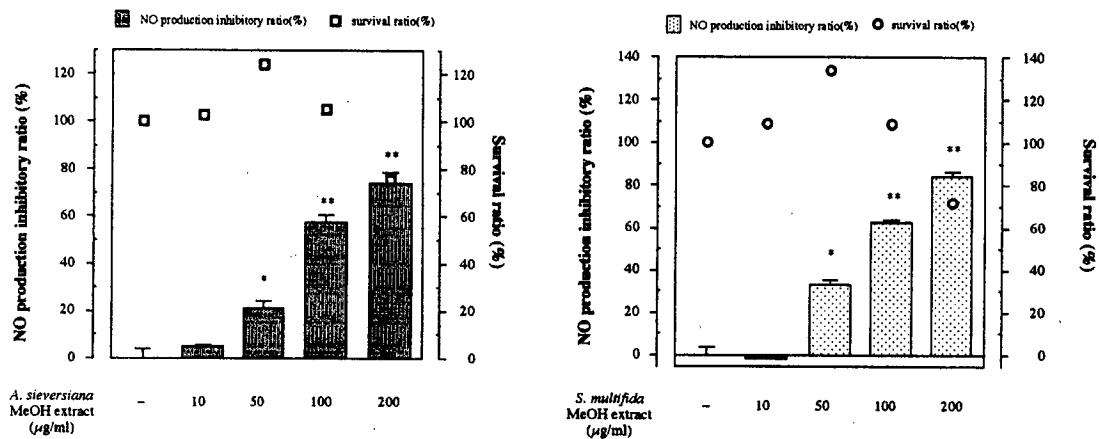 NO production inhibitory ratio(%) survival ratio(%)
NO production inhibitory ratio (%)
120
100
80
60
40
20
0
*
**
**
120
100
80
60
40
20
0
Survival ratio (%)
A. sieversiana
MeOH extract
(μg/ml)
– 10 50 100 200
NO production inhibitory ratio(%) survival ratio(%)
NO production inhibitory ratio (%)
140
120
100
80
60
40
20
0
*
**
**
140
120
100
80
60
40
20
0
Survival ratio (%)
S. multifida
MeOH extract
(μg/ml)
– 10 50 100 200